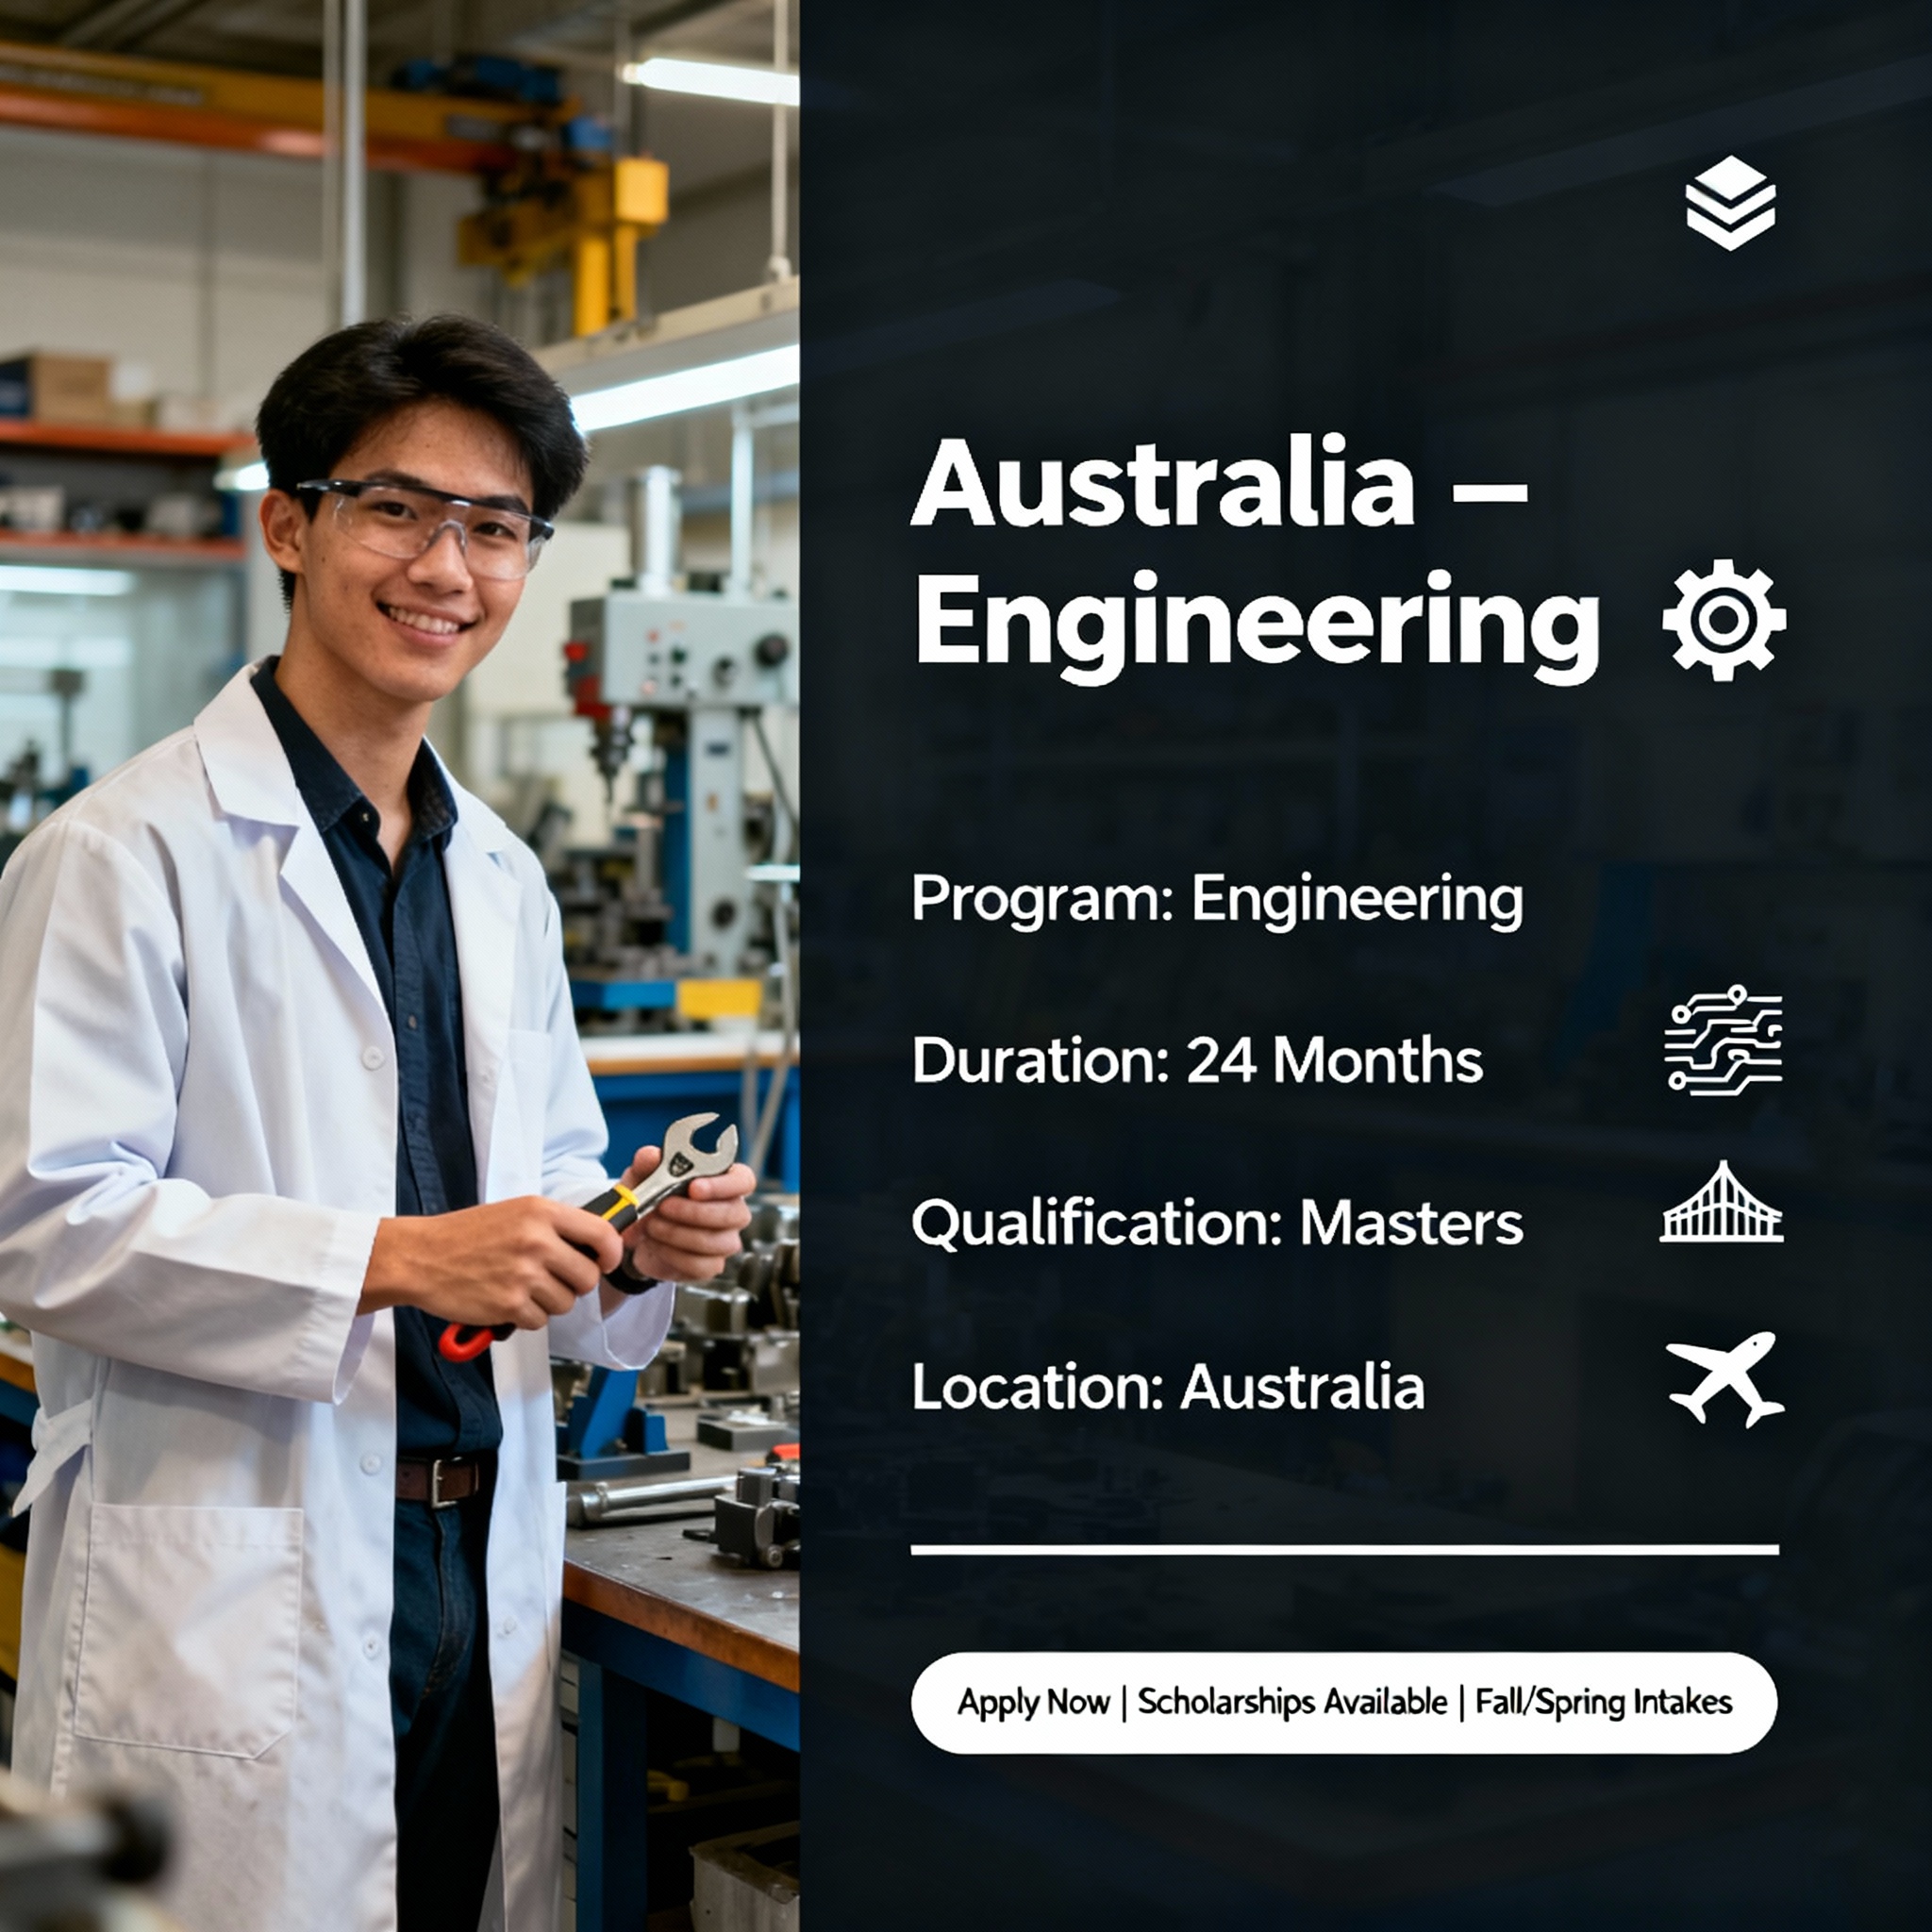 Australia –
Engineering
Program: Engineering
Duration: 24 Months
Qualification: Masters
Location: Australia
Apply Now | Scholarships Available | Fall/Spring Intakes